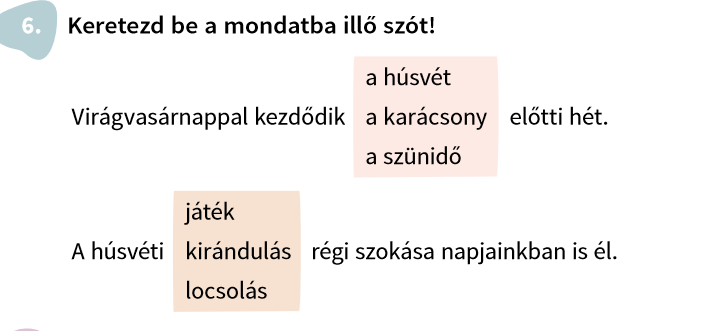 6. Keretezd be a mondatba illő szót!
a húsvét
Virágvasárnappal kezdődik a karácsony előtti hét.
a szünidő
játék
A húsvéti kirándulás régi szokása napjainkban is él.
locsolás